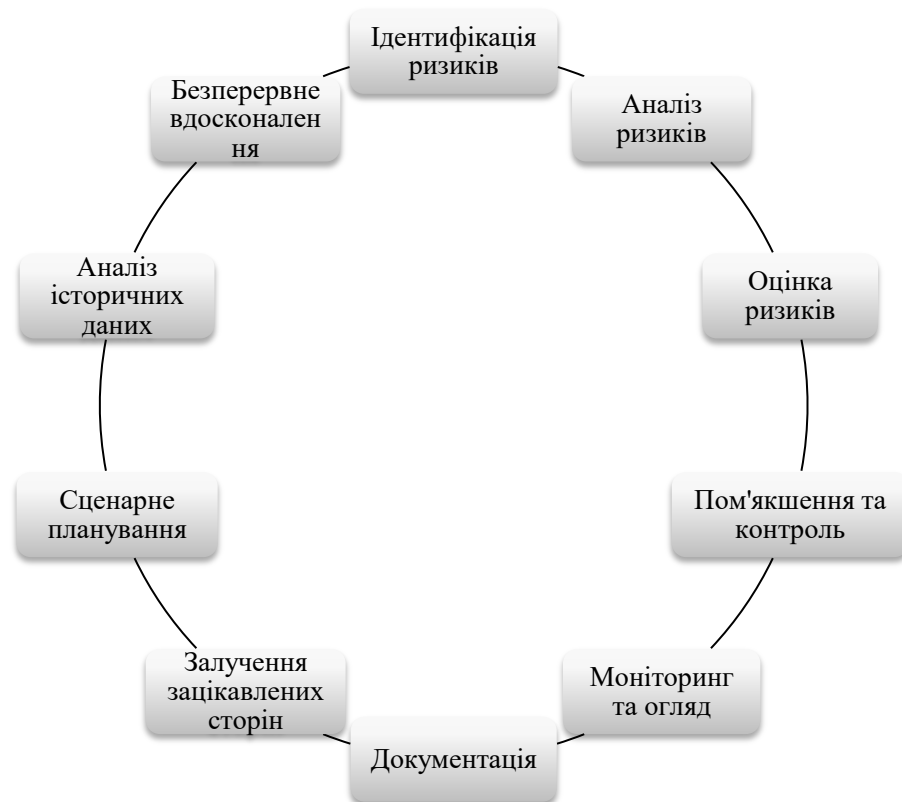 Ідентифікація
ризиків
Аналіз
ризиків
Оцінка
ризиків
Пом'якшення та
контроль
Моніторинг
та огляд
Документація
Залучення
зацікавлених
сторін
Сценарне
планування
Аналіз
історичних
даних
Безперервне
вдосконален
ня